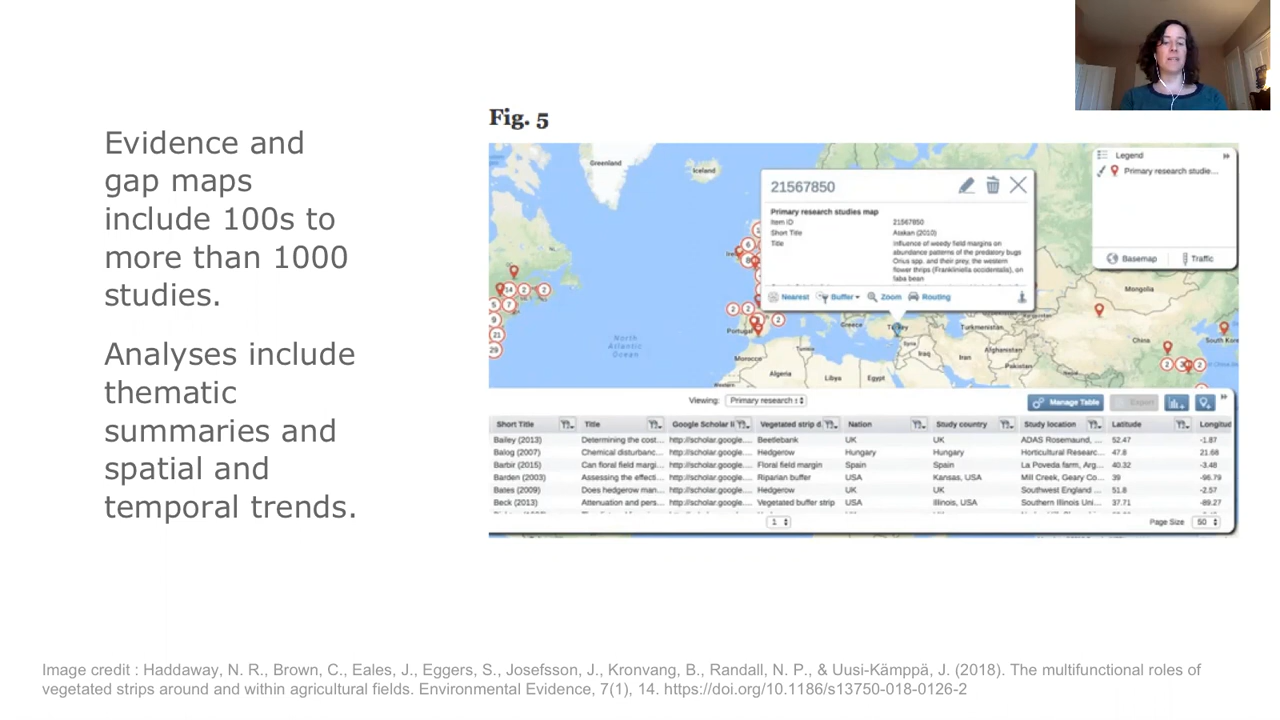 Evidence and
gap maps
include 100s to
more than 1000
studies.
Analyses include
thematic
summaries and
spatial and
temporal trends.
Fig. 5
Greenland
Iceland
North
Atlantic
Ocean
Portugal
Morocco
Algeria
Libya
Egypt
Greece
Turkey
Syria
Iraq
Iran
Turkmenistan
Afghanistan
Pakistan
Mongolia
China
South Ko
21567850
Primary research studies map
Item ID 21567850
Short Title Atakan (2010)
Title Influence of weedy field margins on
abundance patterns of the predatory bugs
Orius spp. and their prey, the western
flower thrips (Frankliniella occidentalis), on
faba bean
Nearest Buffer Zoom Routing
Legend
Primary research studie...
Basemap Traffic
Viewing: Primary research s
Manage Table Export
Short Title Title Google Scholar li Vegetated strip d Nation Study country Study location Latitude Longitud
Bailey (2013) Determining the cost... http://scholar.google.... Beetlebank UK UK ADAS Rosemaund, ... 52.47 -1.87
Balog (2007) Chemical disturbanc... http://scholar.google.... Hedgerow Hungary Hungary Horticultural Researc... 47.8 21.68
Barbir (2015) Can floral field margi... http://scholar.google.... Floral field margin Spain Spain La Poveda farm, Arg... 40.32 -3.48
Barden (2003) Assessing the effecti... http://scholar.google.... Riparian buffer USA Kansas, USA Mill Creek, Geary Co... 39 -96.79
Bates (2009) Does hedgerow man... http://scholar.google.... Hedgerow UK UK Southwest England ... 51.8 -2.57
Beck (2013) Attenuation and pers... http://scholar.google.... Vegetated buffer strip USA Illinois, USA Southern Illinois Uni... 37.71 -89.27
1 Page Size 50
Image credit : Haddaway, N. R., Brown, C., Eales, J., Eggers, S., Josefsson, J., Kronvang, B., Randall, N. P., & Uusi-Kämppä, J. (2018). The multifunctional roles of
vegetated strips around and within agricultural fields. Environmental Evidence, 7(1), 14. https://doi.org/10.1186/s13750-018-0126-2